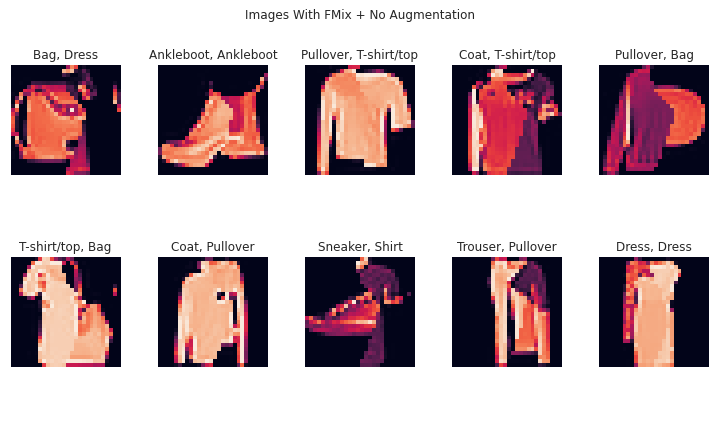 Images With FMix + No Augmentation
Bag, Dress
Ankleboot, Ankleboot
Pullover, T-shirt/top
Coat, T-shirt/top
Pullover, Bag
T-shirt/top, Bag
Coat, Pullover
Sneaker, Shirt
Trouser, Pullover
Dress, Dress